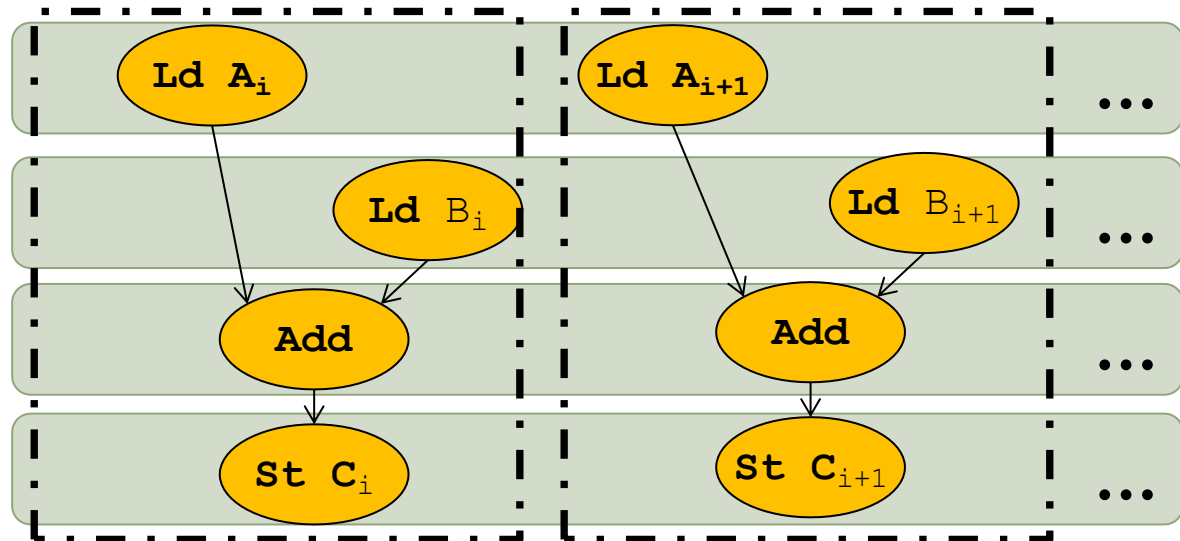 Ld Aᵢ Ld Aᵢ₊₁ ...
Ld Bᵢ Ld Bᵢ₊₁ ...
Add Add ...
St Cᵢ St Cᵢ₊₁ ...